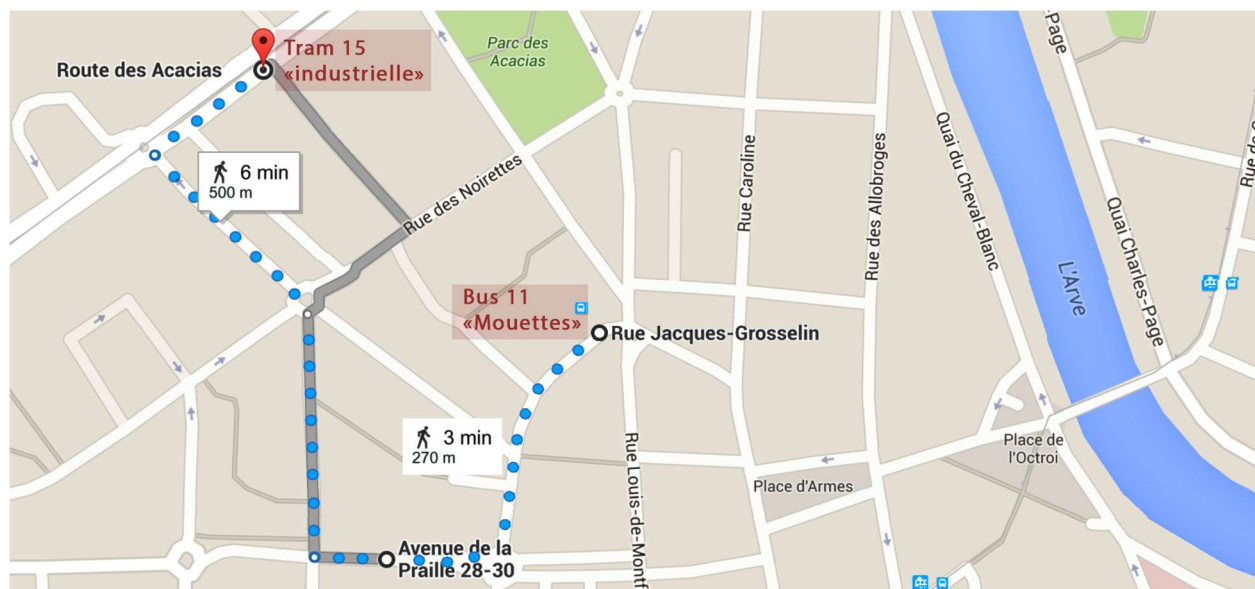 Tram 15
«industrielle»
Route des Acacias
Parc des
Acacias
6 min
500 m
Rue des Noirettes
Rue Caroline
Rue des Allobroges
Quai du Cheval-Blanc
L'Arve
Quai Charles-Page
-Page
Bus 11
«Mouettes»
Rue Jacques-Grosselin
3 min
270 m
Rue Louis-de-Montf
Place d'Armes
Place de
l'Octroi
Avenue de la
Praille 28-30